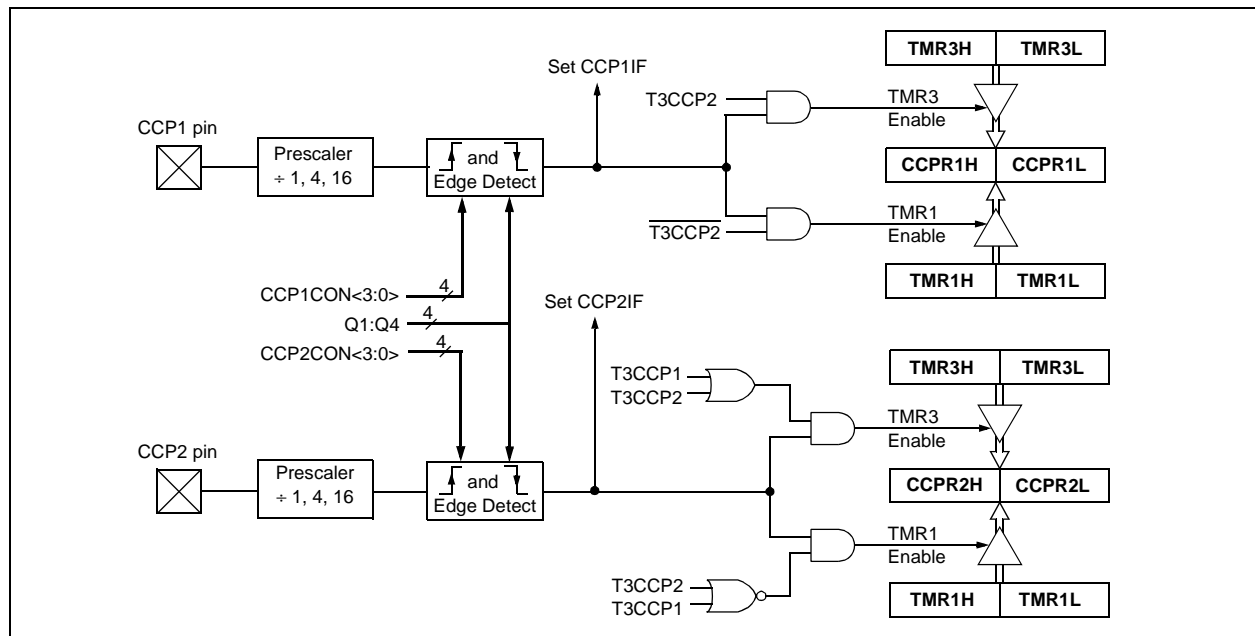 TMR3H TMR3L
Set CCP1IF
T3CCP2
TMR3
Enable
CCP1 pin
Prescaler
÷ 1, 4, 16
and
Edge Detect
CCPR1H CCPR1L
T3CCP2
TMR1
Enable
TMR1H TMR1L
CCP1CON<3:0> 4
Q1:Q4 4
CCP2CON<3:0> 4
Set CCP2IF
TMR3H TMR3L
T3CCP1
T3CCP2
TMR3
Enable
CCP2 pin
Prescaler
÷ 1, 4, 16
and
Edge Detect
CCPR2H CCPR2L
TMR1
Enable
T3CCP2
T3CCP1
TMR1H TMR1L